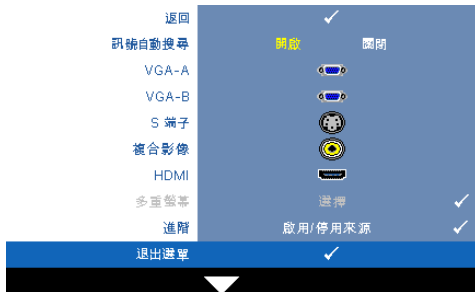 返回
訊號自動搜尋 開啟 關閉
VGA-A
VGA-B
S 端子
複合影像
HDMI
多重螢幕 選擇
進階 啟用/停用來源
退出選單